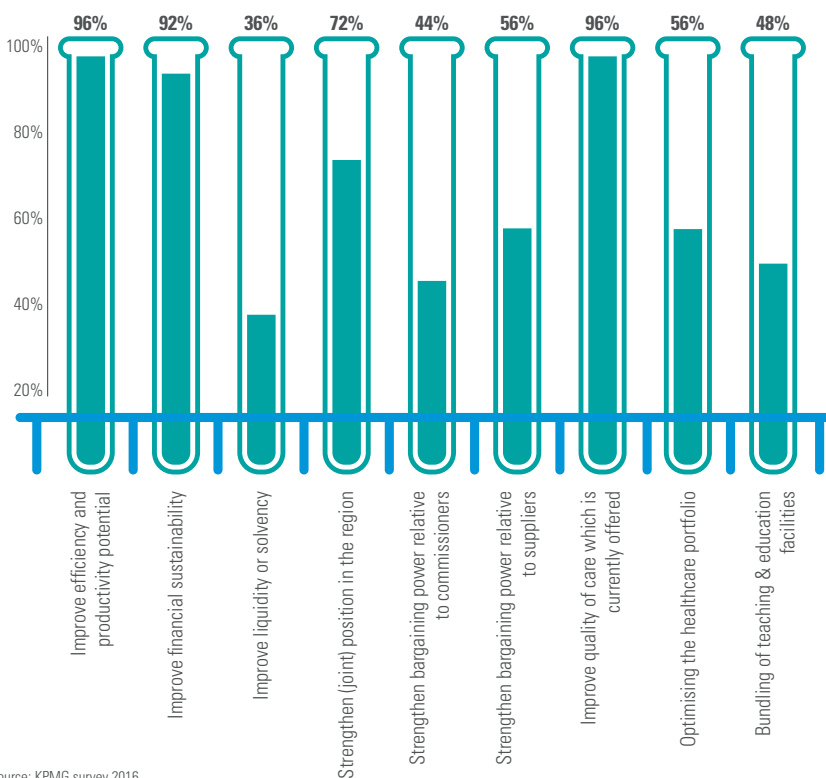 96% 92% 36% 72% 44% 56% 96% 56% 48%
100%
80%
60%
40%
20%
Improve efficiency and
productivity potential
Improve financial sustainability
Improve liquidity or solvency
Strengthen (joint) position in the region
Strengthen bargaining power relative
to commissioners
Strengthen bargaining power relative
to suppliers
Improve quality of care which is
currently offered
Optimising the healthcare portfolio
Bundling of teaching & education
facilities
ource: KPMG survey 2016